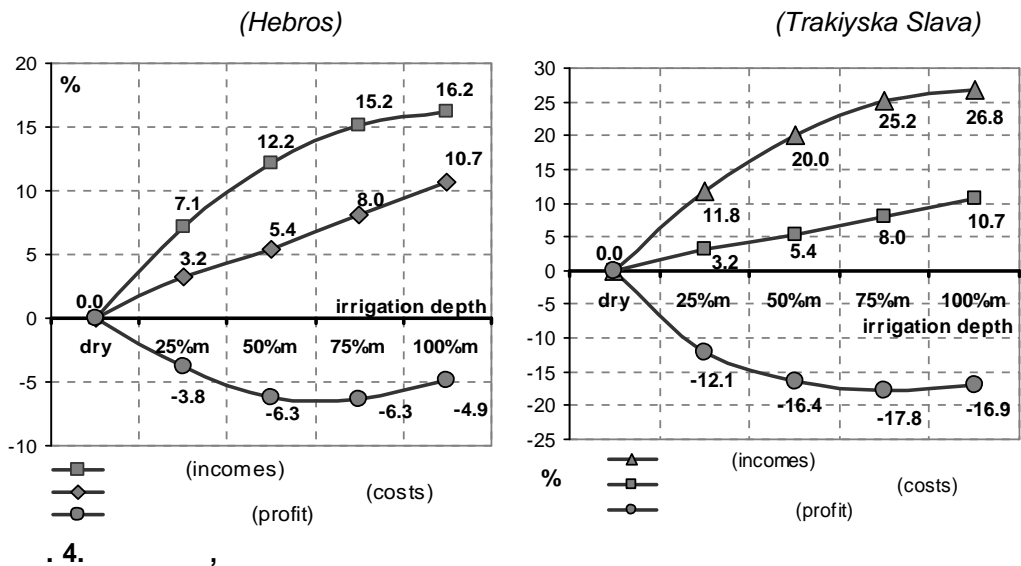 (Hebros)
20
15
10
5
0
-5
-10
%
0.0
7.1
12.2
15.2
16.2
3.2
5.4
8.0
10.7
irrigation depth
dry
25%m
50%m
75%m
100%m
-3.8
-6.3
-6.3
-4.9
(incomes)
(costs)
(profit)
(Trakiyska Slava)
30
25
20
15
10
5
0
-5
-10
-15
-20
-25
0.0
11.8
20.0
25.2
26.8
3.2
5.4
8.0
10.7
dry
25%m
50%m
75%m
100%m
irrigation depth
-12.1
-16.4
-17.8
-16.9
%
(incomes)
(costs)
(profit)
. 4. ,